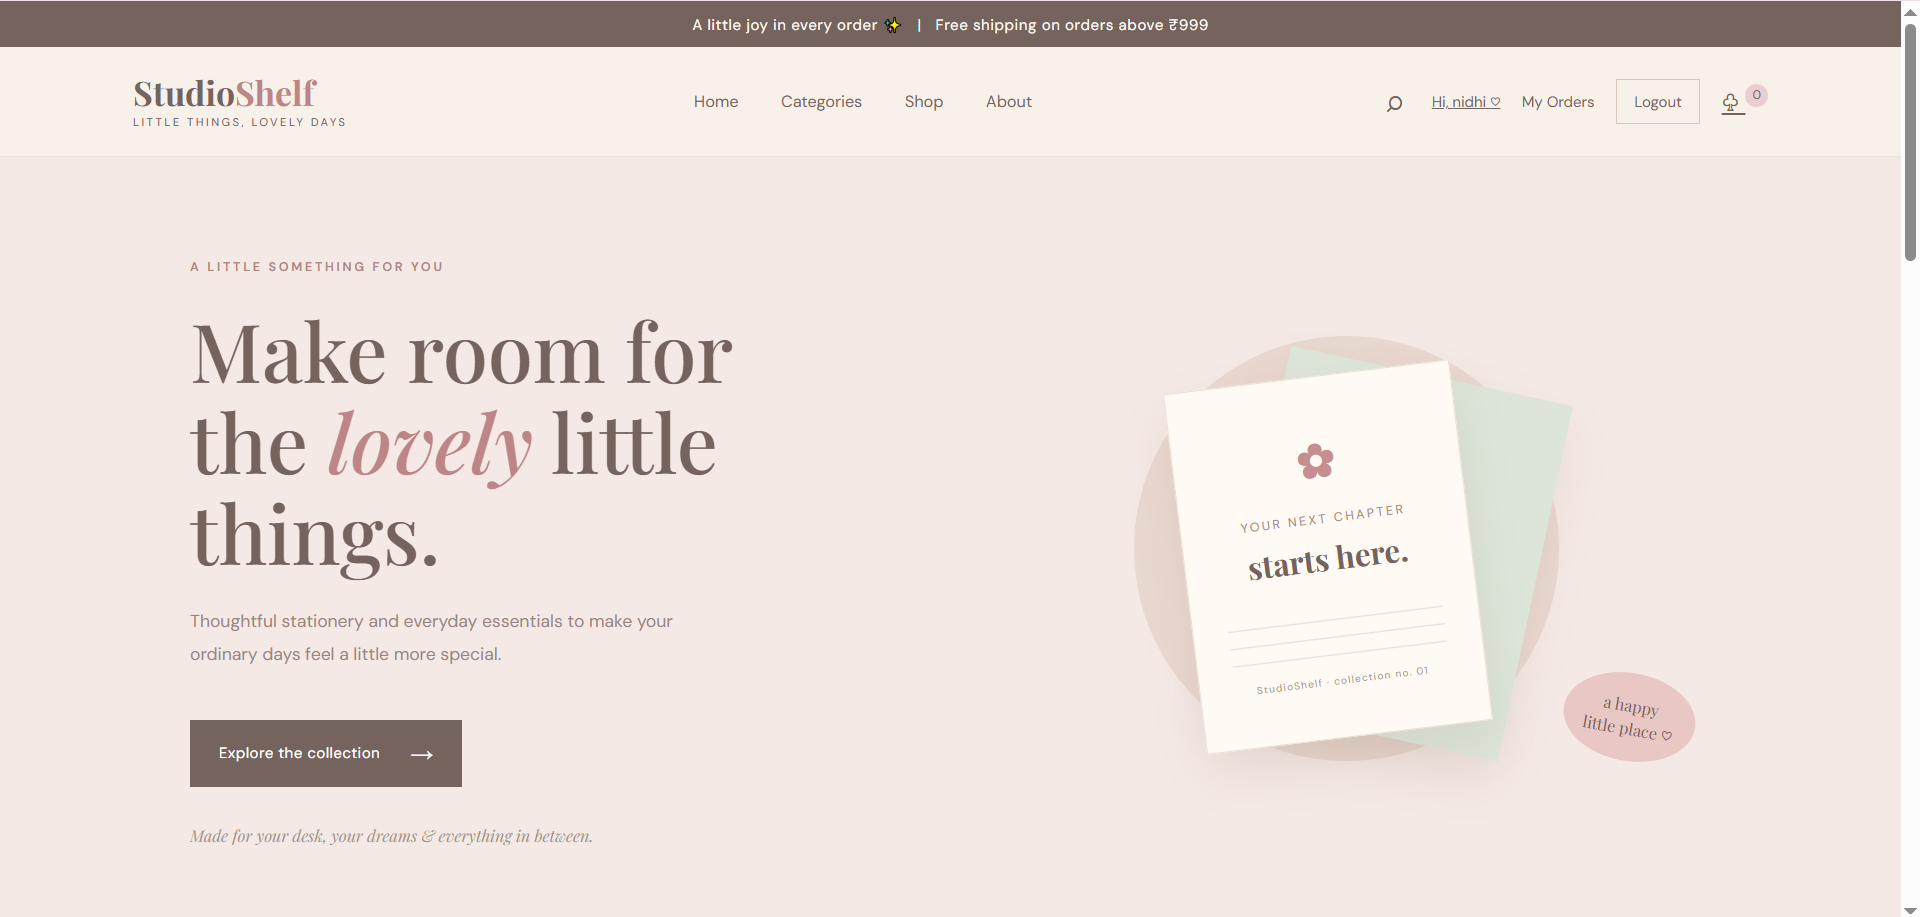 A little joy in every order ✨ | Free shipping on orders above ₹999
StudioShelf
LITTLE THINGS, LOVELY DAYS
Home Categories Shop About
Hi, nidhi ♡ My Orders Logout 0
A LITTLE SOMETHING FOR YOU
Make room for
the lovely little
things.
Thoughtful stationery and everyday essentials to make your
ordinary days feel a little more special.
Explore the collection →
Made for your desk, your dreams & everything in between.
YOUR NEXT CHAPTER
starts here.
StudioShelf · collection no. 01
a happy
little place ♡